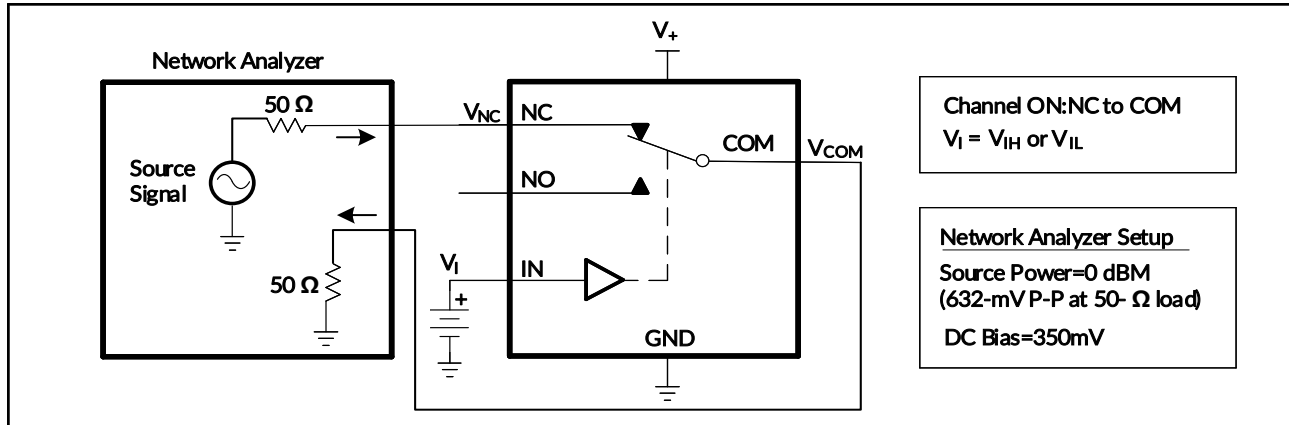 V+
Network Analyzer
50 Ω
VNC
NC
COM
VCOM
Source
Signal
NO
50 Ω
VI
IN
+
GND
Channel ON:NC to COM
VI = VIH or VIL
Network Analyzer Setup
Source Power=0 dBM
(632-mV P-P at 50- Ω load)
DC Bias=350mV